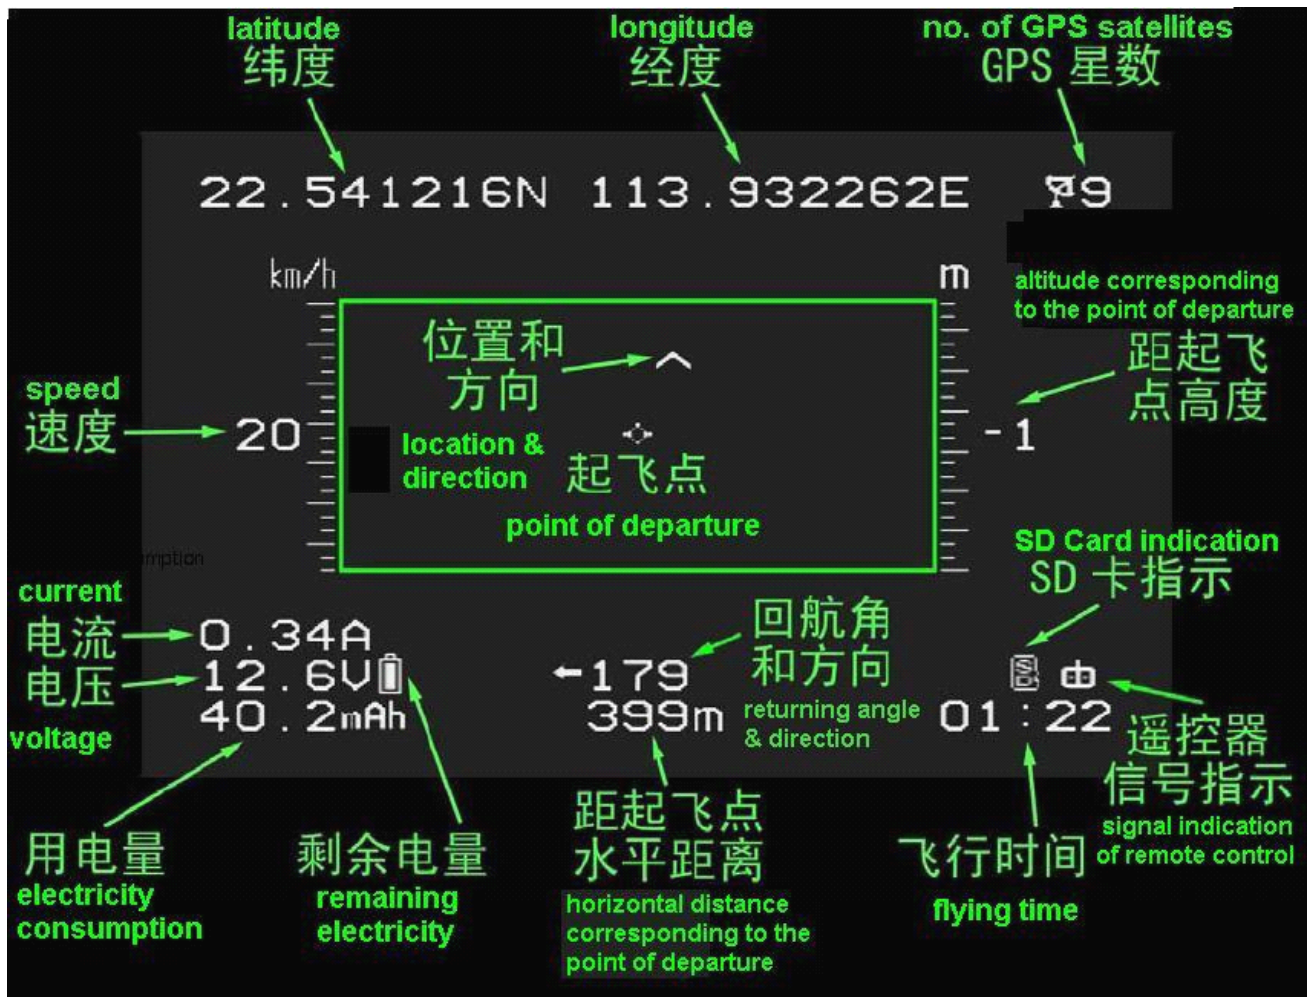 latitude
纬度
longitude
经度
no. of GPS satellites
GPS 星数
22.541216N
113.932262E
9
km/h
m
altitude corresponding
to the point of departure
距起飞
点高度
位置和
方向
speed
速度
20
location &
direction
起飞点
point of departure
-1
mption
SD Card indication
SD 卡指示
current
电流
电压
voltage
0.34A
12.6V
40.2mAh
179
399m
回航角
和方向
returning angle
& direction
SD
01:22
遥控器
信号指示
signal indication
of remote control
用电量
electricity
consumption
剩余电量
remaining
electricity
距起飞点
水平距离
horizontal distance
corresponding to the
point of departure
飞行时间
flying time